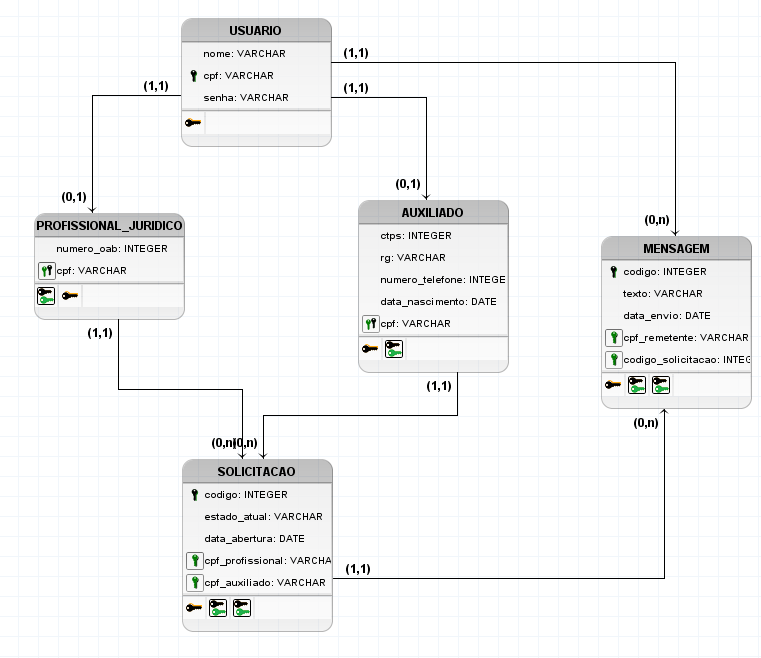 USUARIO
nome: VARCHAR
cpf: VARCHAR
senha: VARCHAR
(1,1)
(1,1)
(1,1)
(0,1)
(0,1)
(0,n)
PROFISSIONAL_JURIDICO
numero_oab: INTEGER
cpf: VARCHAR
(1,1)
AUXILIADO
ctps: INTEGER
rg: VARCHAR
numero_telefone: INTEGE
data_nascimento: DATE
cpf: VARCHAR
(1,1)
MENSAGEM
codigo: INTEGER
texto: VARCHAR
data_envio: DATE
cpf_remetente: VARCHAR
codigo_solicitacao: INTEG
(0,n)
(0,n)(0,n)
SOLICITACAO
codigo: INTEGER
estado_atual: VARCHAR
data_abertura: DATE
cpf_profissional: VARCHA
cpf_auxiliado: VARCHAR
(1,1)